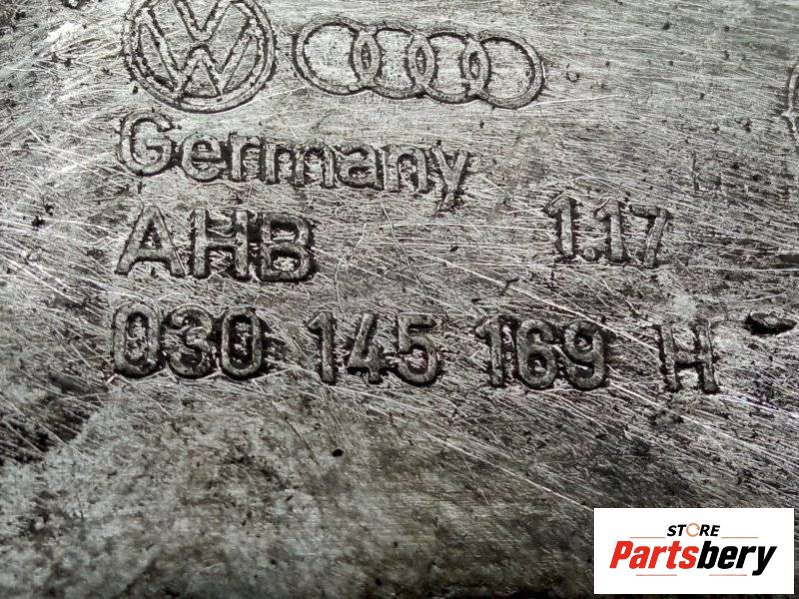 Germany
AHB 1.17
030 145 169 H
STORE
Partsbery